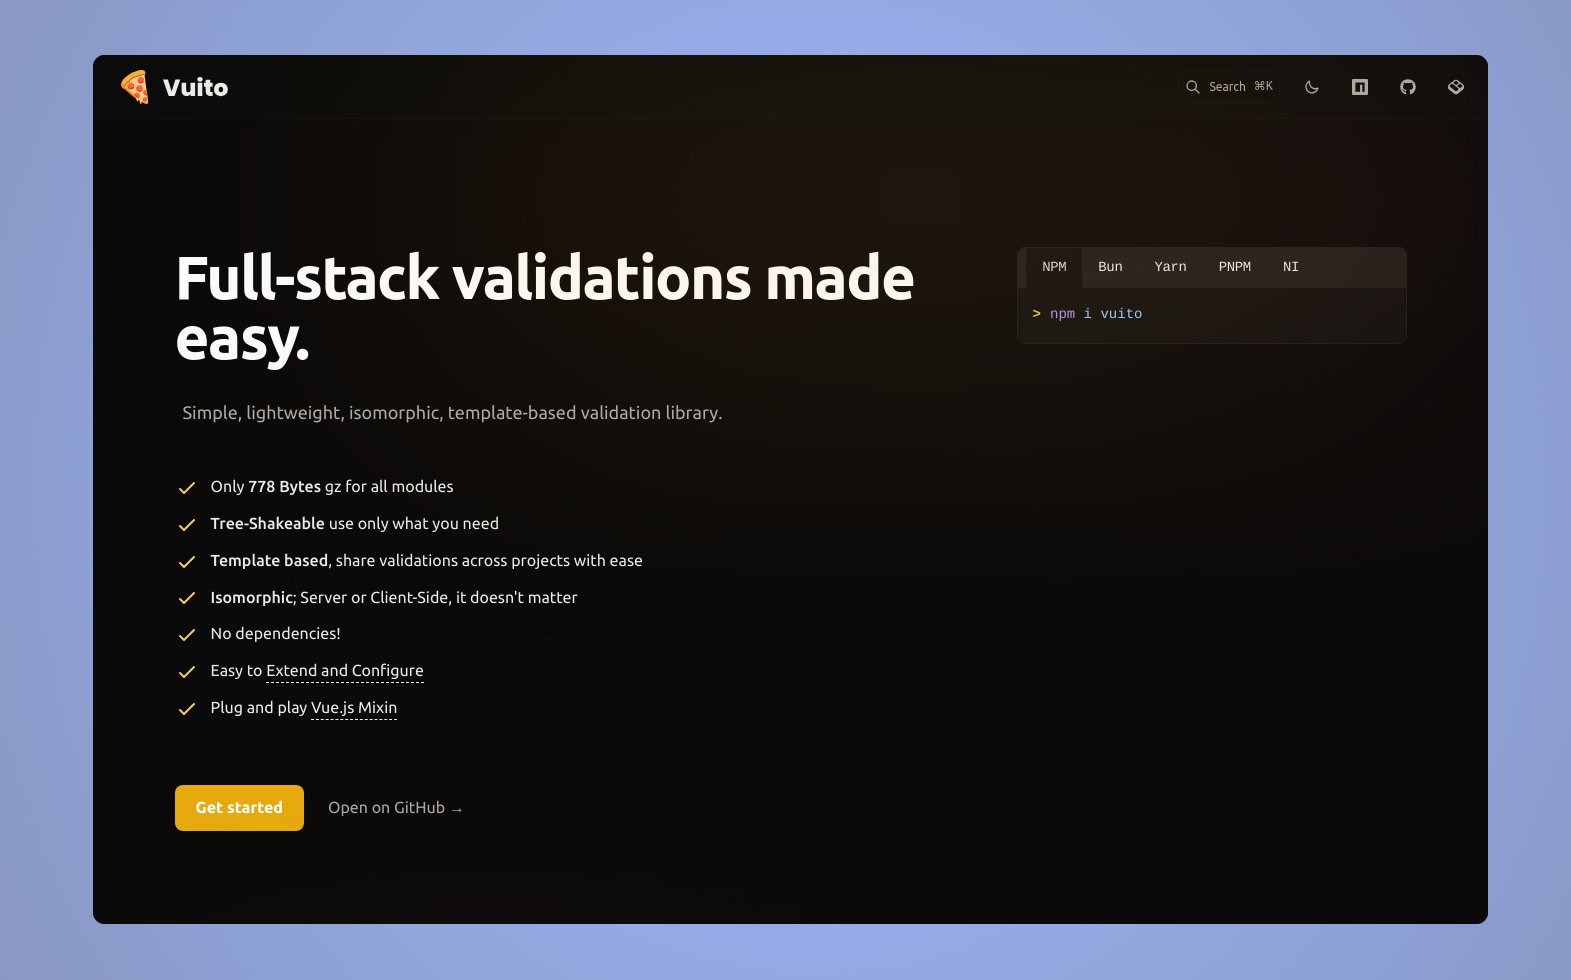 Vuito
Search ⌘K
Full-stack validations made
easy.
NPM Bun Yarn PNPM NI
> npm i vuito
Simple, lightweight, isomorphic, template-based validation library.
Only 778 Bytes gz for all modules
Tree-Shakeable use only what you need
Template based, share validations across projects with ease
Isomorphic; Server or Client-Side, it doesn't matter
No dependencies!
Easy to Extend and Configure
Plug and play Vue.js Mixin
Get started
Open on GitHub →